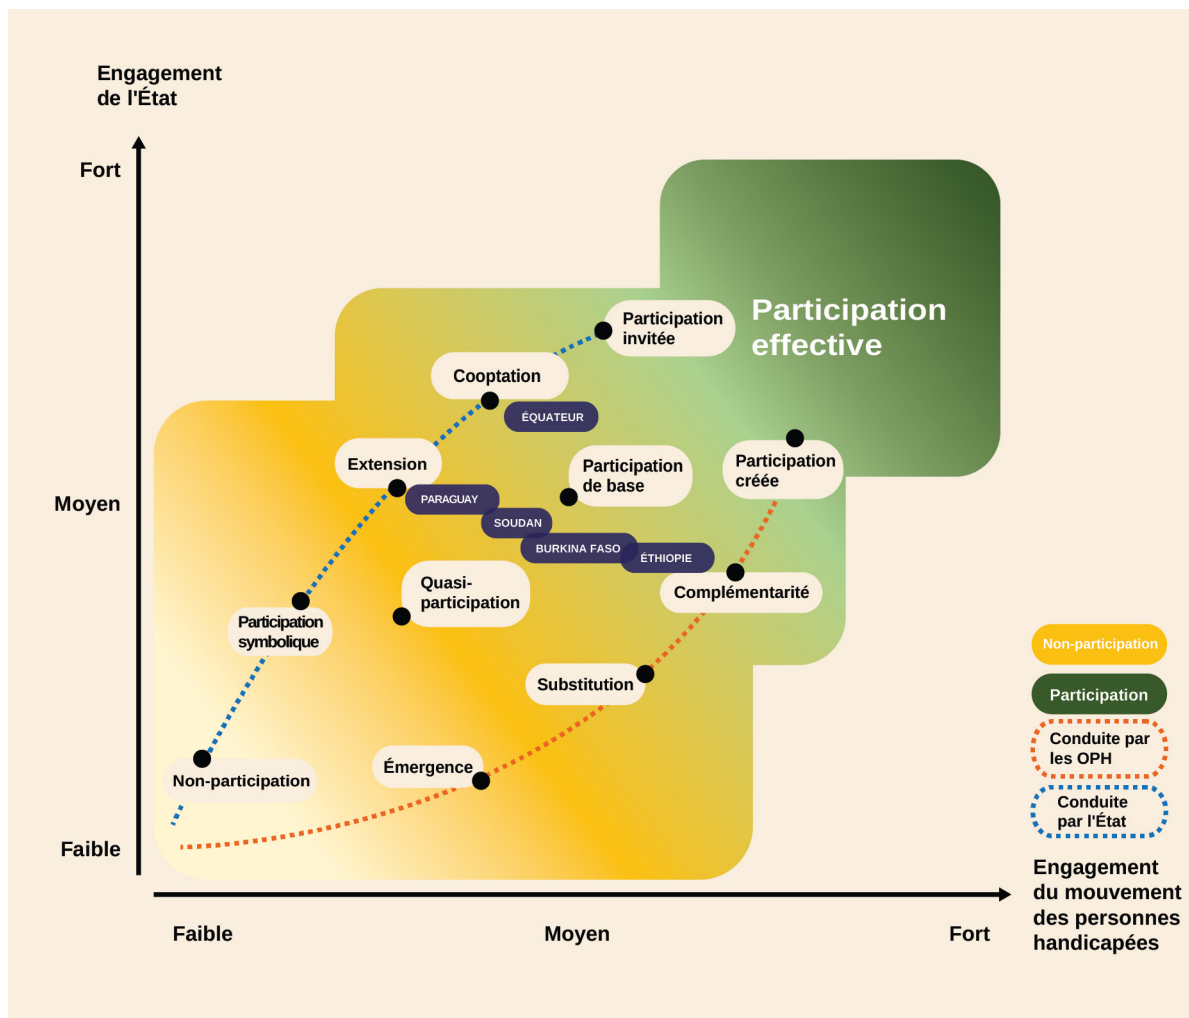 Engagement
de l'État
Fort
Participation
effective
Participation
invitée
Cooptation
ÉQUATEUR
Extension
Participation
de base
Participation
créée
Moyen
PARAGUAY
SOUDAN
BURKINA FASO
ÉTHIOPIE
Quasi-
participation
Complémentarité
Participation
symbolique
Substitution
Non-participation
Participation
Émergence
Conduite par
les OPH
Non-participation
Conduite
par l'État
Faible
Engagement
du mouvement
des personnes
handicapées
Faible
Moyen
Fort